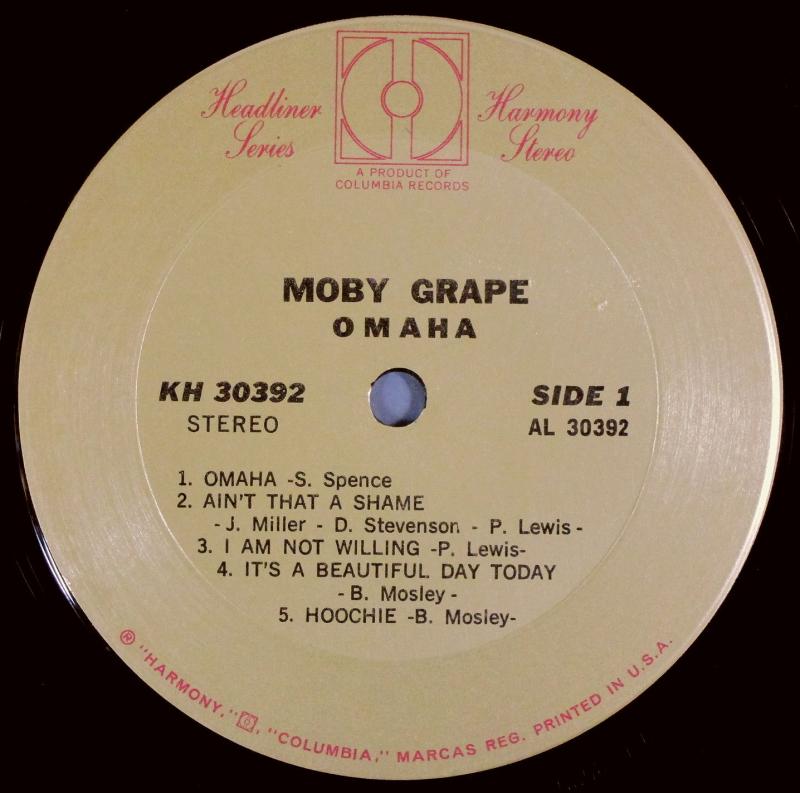 Headliner Series
Harmony Stereo
A PRODUCT OF
COLUMBIA RECORDS
MOBY GRAPE
OMAHA
KH 30392
STEREO
SIDE 1
AL 30392
1. OMAHA -S. Spence
2. AIN'T THAT A SHAME
- J. Miller - D. Stevenson - P. Lewis -
3. I AM NOT WILLING -P. Lewis-
4. IT'S A BEAUTIFUL DAY TODAY
- B. Mosley -
5. HOOCHIE -B. Mosley-
® "HARMONY," , "COLUMBIA," MARCAS REG. PRINTED IN U.S.A.